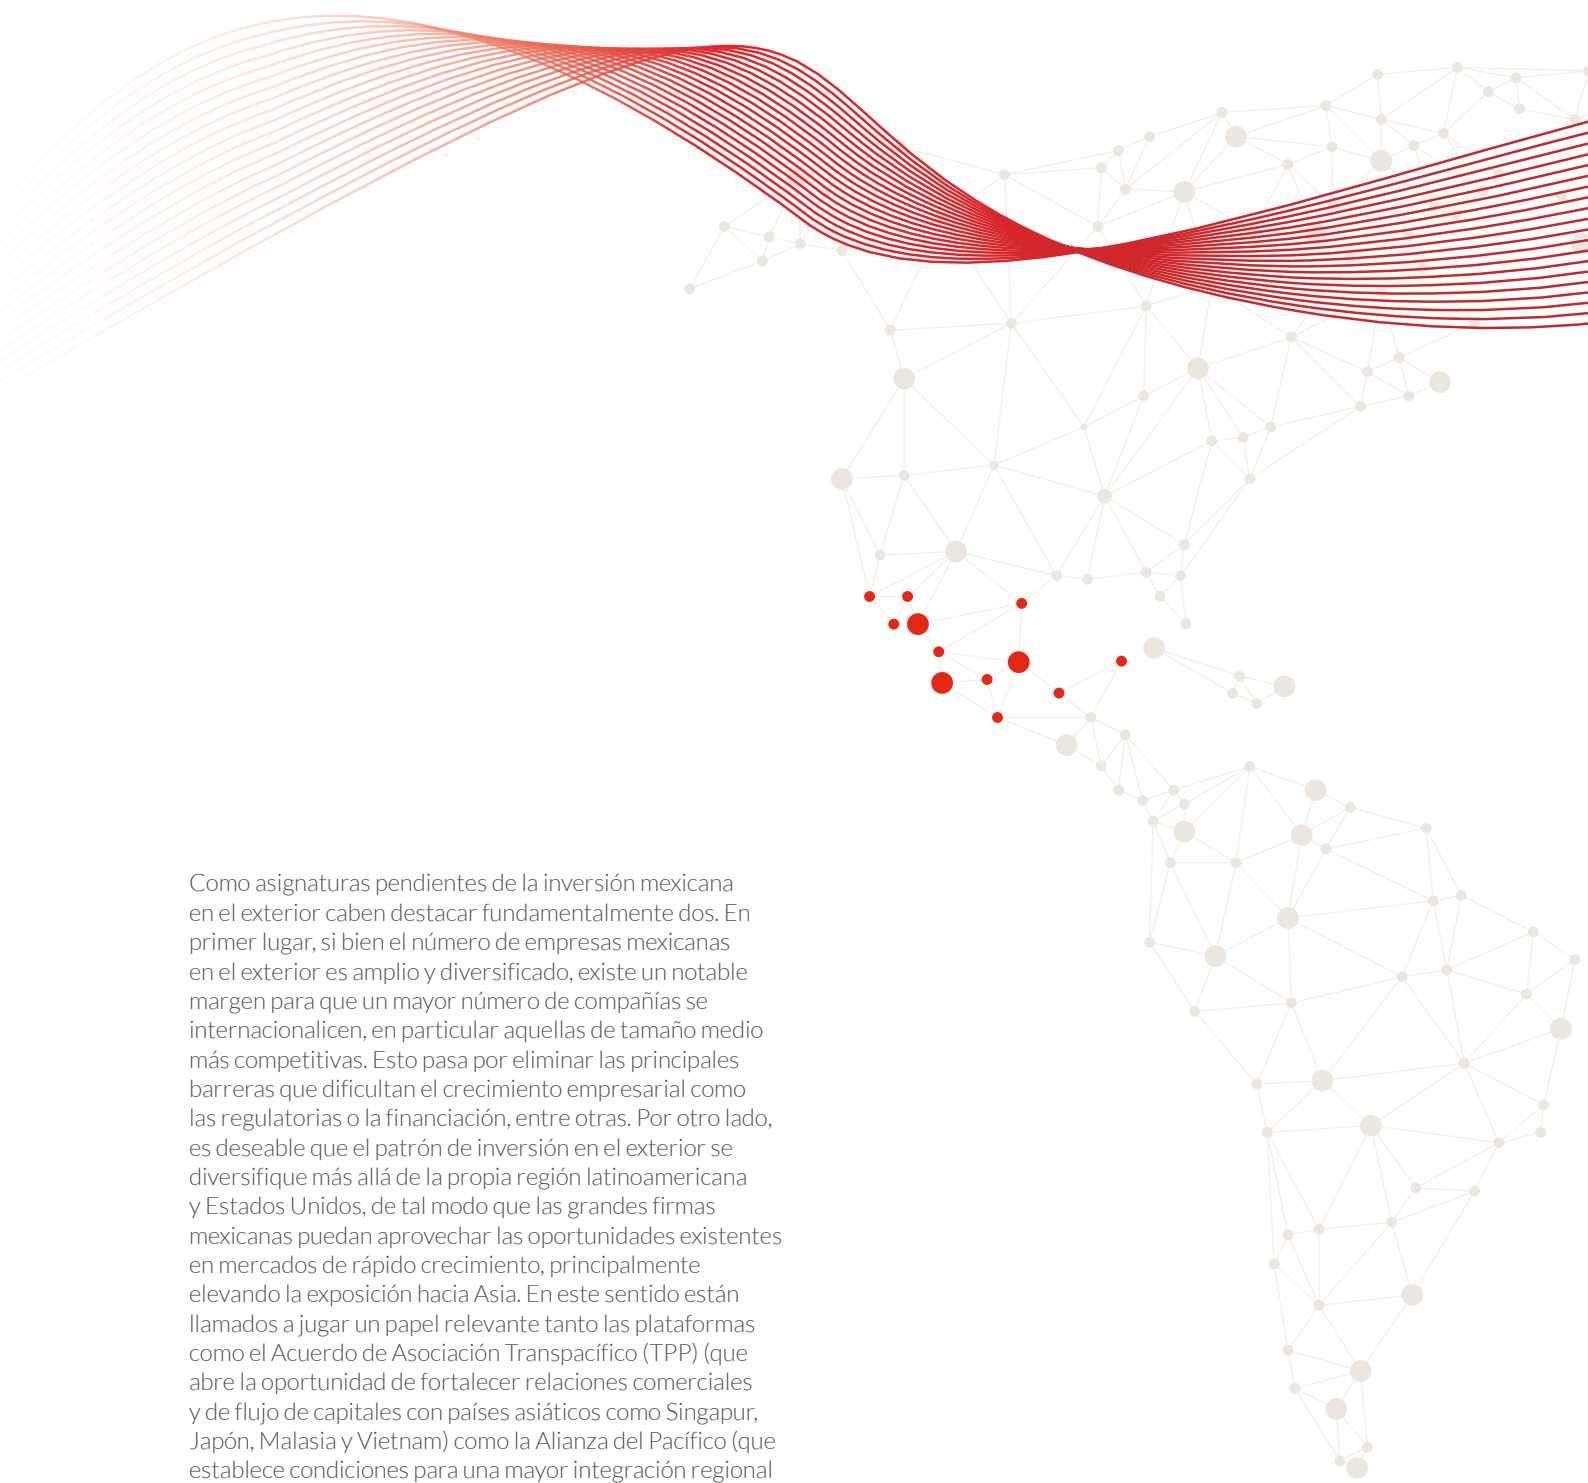 Como asignaturas pendientes de la inversión mexicana
en el exterior caben destacar fundamentalmente dos. En
primer lugar, si bien el número de empresas mexicanas
en el exterior es amplio y diversificado, existe un notable
margen para que un mayor número de compañías se
internacionalicen, en particular aquellas de tamaño medio
más competitivas. Esto pasa por eliminar las principales
barreras que dificultan el crecimiento empresarial como
las regulatorias o la financiación, entre otras. Por otro lado,
es deseable que el patrón de inversión en el exterior se
diversifique más allá de la propia región latinoamericana
y Estados Unidos, de tal modo que las grandes firmas
mexicanas puedan aprovechar las oportunidades existentes
en mercados de rápido crecimiento, principalmente
elevando la exposición hacia Asia. En este sentido están
llamados a jugar un papel relevante tanto las plataformas
como el Acuerdo de Asociación Transpacífico (TPP) (que
abre la oportunidad de fortalecer relaciones comerciales
y de flujo de capitales con países asiáticos como Singapur,
Japón, Malasia y Vietnam) como la Alianza del Pacífico (que
establece condiciones para una mayor integración regional